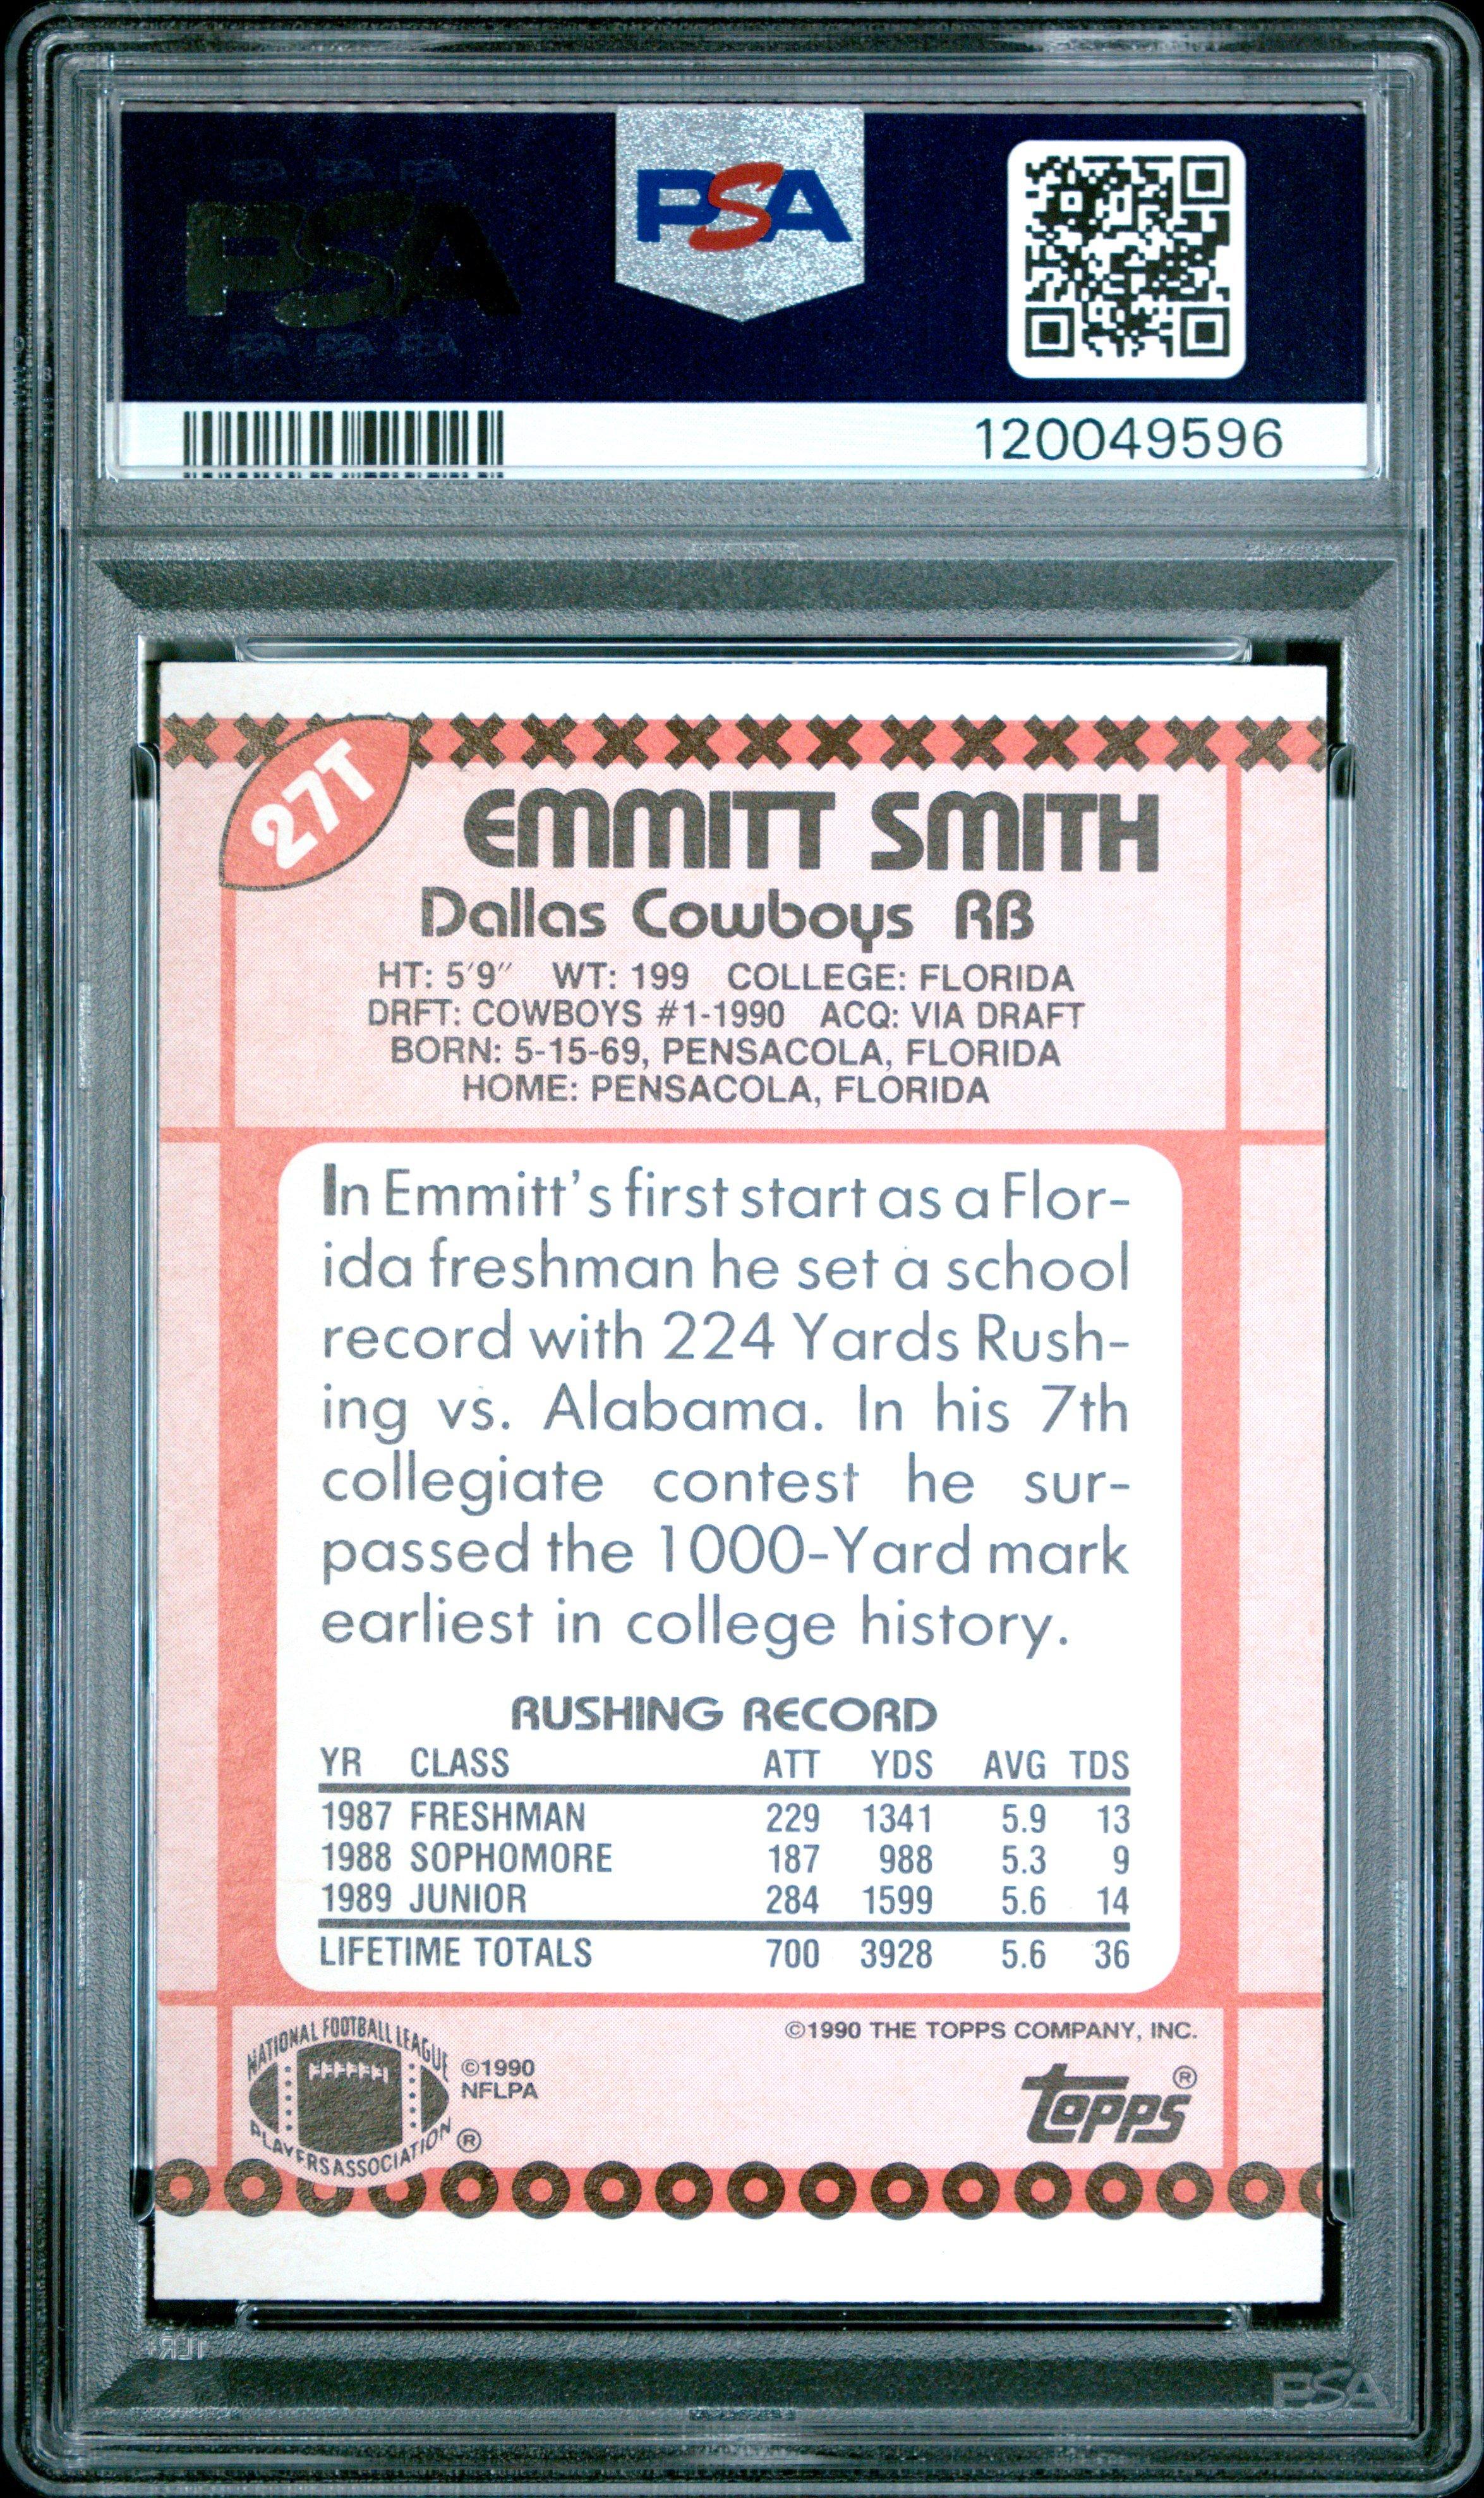 PSA PSA PSA
PSA
PSA PSA PSA
PSA
120049596
27T
EMMITT SMITH
Dallas Cowboys RB
HT: 5'9" WT: 199 COLLEGE: FLORIDA
DRFT: COWBOYS #1-1990 ACQ: VIA DRAFT
BORN: 5-15-69, PENSACOLA, FLORIDA
HOME: PENSACOLA, FLORIDA
In Emmitt's first start as a Flor-
ida freshman he set a school
record with 224 Yards Rush-
ing vs. Alabama. In his 7th
collegiate contest he sur-
passed the 1000-Yard mark
earliest in college history.
RUSHING RECORD
YR CLASS ATT YDS AVG TDS
1987 FRESHMAN 229 1341 5.9 13
1988 SOPHOMORE 187 988 5.3 9
1989 JUNIOR 284 1599 5.6 14
LIFETIME TOTALS 700 3928 5.6 36
NATIONAL FOOTBALL LEAGUE
PLAYERS ASSOCIATION ®
©1990
NFLPA
©1990 THE TOPPS COMPANY, INC.
topps ®
PSA